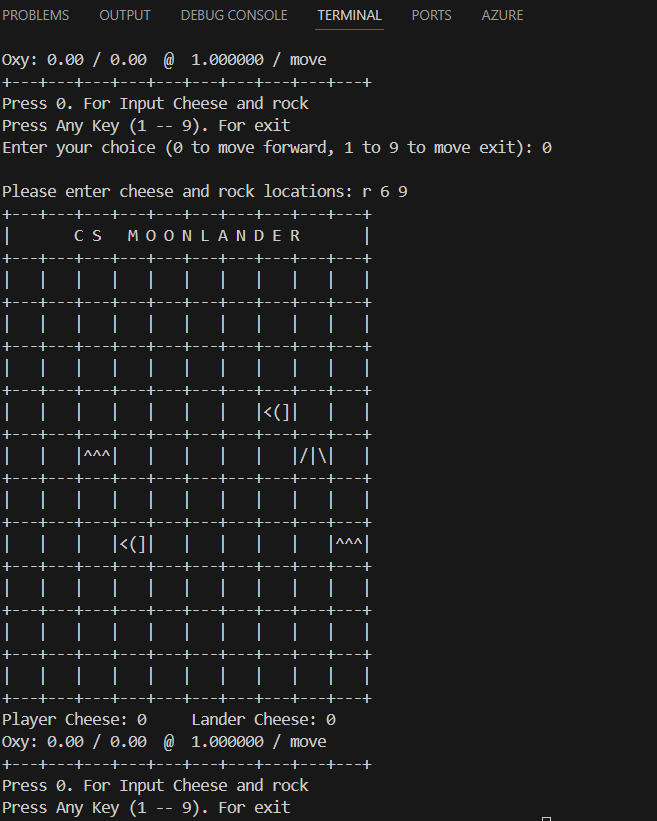 PROBLEMS OUTPUT DEBUG CONSOLE TERMINAL PORTS AZURE
Oxy: 0.00 / 0.00  @  1.000000 / move
+---+---+---+---+---+---+---+---+---+---+
Press 0. For Input Cheese and rock
Press Any Key (1 -- 9). For exit
Enter your choice (0 to move forward, 1 to 9 to move exit): 0
Please enter cheese and rock locations: r 6 9
+---+---+---+---+---+---+---+---+---+---+
|       C S   M O O N L A N D E R       |
+---+---+---+---+---+---+---+---+---+---+
|   |   |   |   |   |   |   |   |   |   |
+---+---+---+---+---+---+---+---+---+---+
|   |   |   |   |   |   |   |   |   |   |
+---+---+---+---+---+---+---+---+---+---+
|   |   |   |   |   |   |   |   |   |   |
+---+---+---+---+---+---+---+---+---+---+
|   |   |   |   |   |   |   |<(]|   |   |
+---+---+---+---+---+---+---+---+---+---+
|   |   |^^^|   |   |   |   |   |/|\|   |
+---+---+---+---+---+---+---+---+---+---+
|   |   |   |   |   |   |   |   |   |   |
+---+---+---+---+---+---+---+---+---+---+
|   |   |   |<(]|   |   |   |   |   |^^^|
+---+---+---+---+---+---+---+---+---+---+
|   |   |   |   |   |   |   |   |   |   |
+---+---+---+---+---+---+---+---+---+---+
|   |   |   |   |   |   |   |   |   |   |
+---+---+---+---+---+---+---+---+---+---+
|   |   |   |   |   |   |   |   |   |   |
+---+---+---+---+---+---+---+---+---+---+
Player Cheese: 0     Lander Cheese: 0
Oxy: 0.00 / 0.00  @  1.000000 / move
+---+---+---+---+---+---+---+---+---+---+
Press 0. For Input Cheese and rock
Press Any Key (1 -- 9). For exit